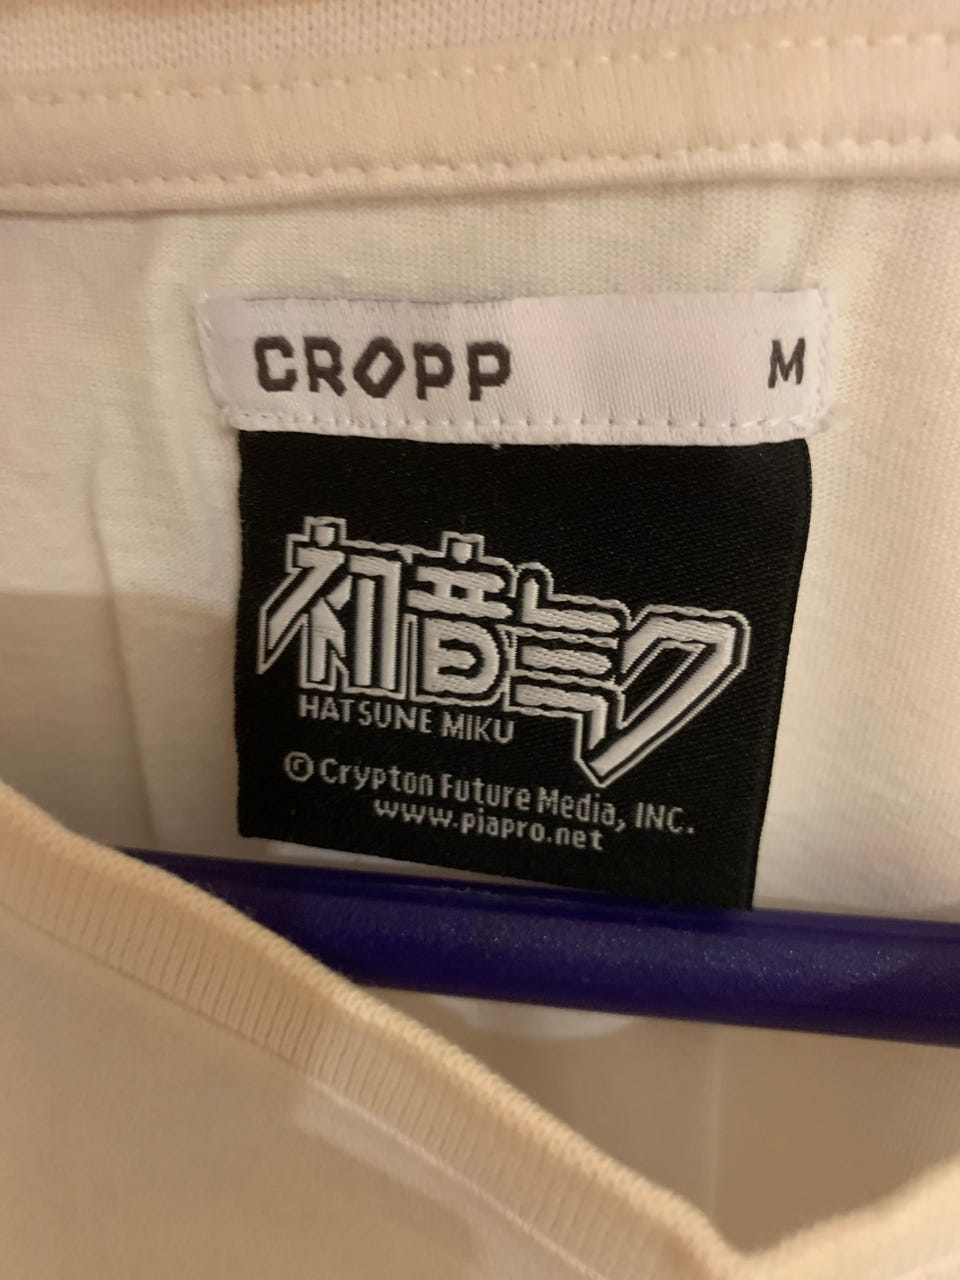 CROPP M
初音ミク
HATSUNE MIKU
©Crypton Future Media, INC.
www.piapro.net